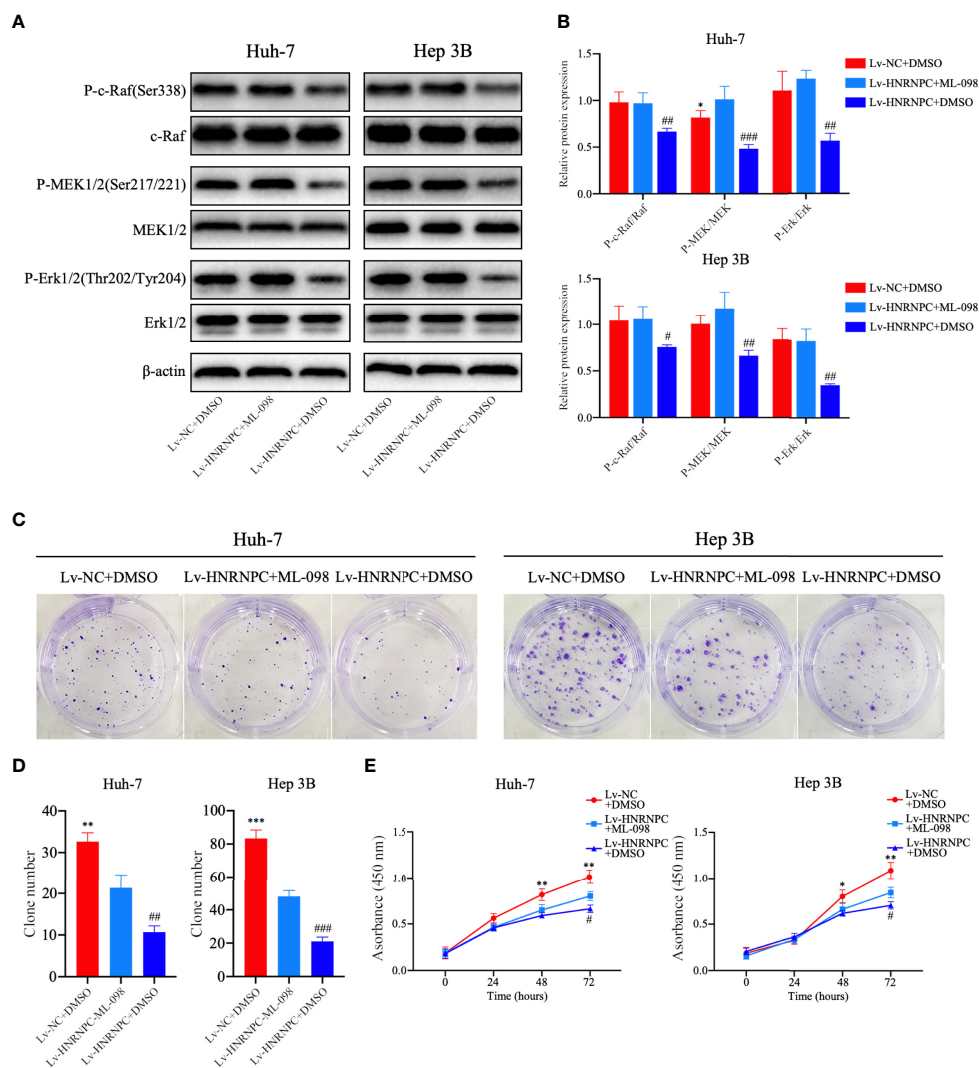 A
Huh-7
Hep 3B
P-c-Raf(Ser338)
c-Raf
P-MEK1/2(Ser217/221)
MEK1/2
P-Erk1/2(Thr202/Tyr204)
Erk1/2
β-actin
Lv-NC+DMSO
Lv-HNRNPC+ML-098
Lv-HNRNPC+DMSO
Lv-NC+DMSO
Lv-HNRNPC+ML-098
Lv-HNRNPC+DMSO
B
Huh-7
Relative protein expression
1.5
1.0
0.5
0.0
*
##
###
##
P-c-Raf/Raf
P-MEK/MEK
P-Erk/Erk
Lv-NC+DMSO
Lv-HNRNPC+ML-098
Lv-HNRNPC+DMSO
Hep 3B
Relative protein expression
1.5
1.0
0.5
0.0
#
##
##
P-c-Raf/Raf
P-MEK/MEK
P-Erk/Erk
Lv-NC+DMSO
Lv-HNRNPC+ML-098
Lv-HNRNPC+DMSO
C
Huh-7
Lv-NC+DMSO Lv-HNRNPC+ML-098 Lv-HNRNPC+DMSO
Hep 3B
Lv-NC+DMSO Lv-HNRNPC+ML-098 Lv-HNRNPC+DMSO
D
Huh-7
Clone number
40
30
20
10
0
**
##
Lv-NC+DMSO
Lv-HNRNPC-ML-098
Lv-HNRNPC+DMSO
Hep 3B
Clone number
100
80
60
40
20
0
***
###
Lv-NC+DMSO
Lv-HNRNPC-ML-098
Lv-HNRNPC+DMSO
E
Huh-7
Lv-NC
+DMSO
Lv-HNRNPC
+ML-098
Lv-HNRNPC
+DMSO
Asorbance (450 nm)
1.5
1.0
0.5
0.0
**
**
#
0 24 48 72
Time (hours)
Hep 3B
Lv-NC
+DMSO
Lv-HNRNPC
+ML-098
Lv-HNRNPC
+DMSO
Asorbance (450 nm)
1.5
1.0
0.5
0.0
*
**
#
0 24 48 72
Time (hours)